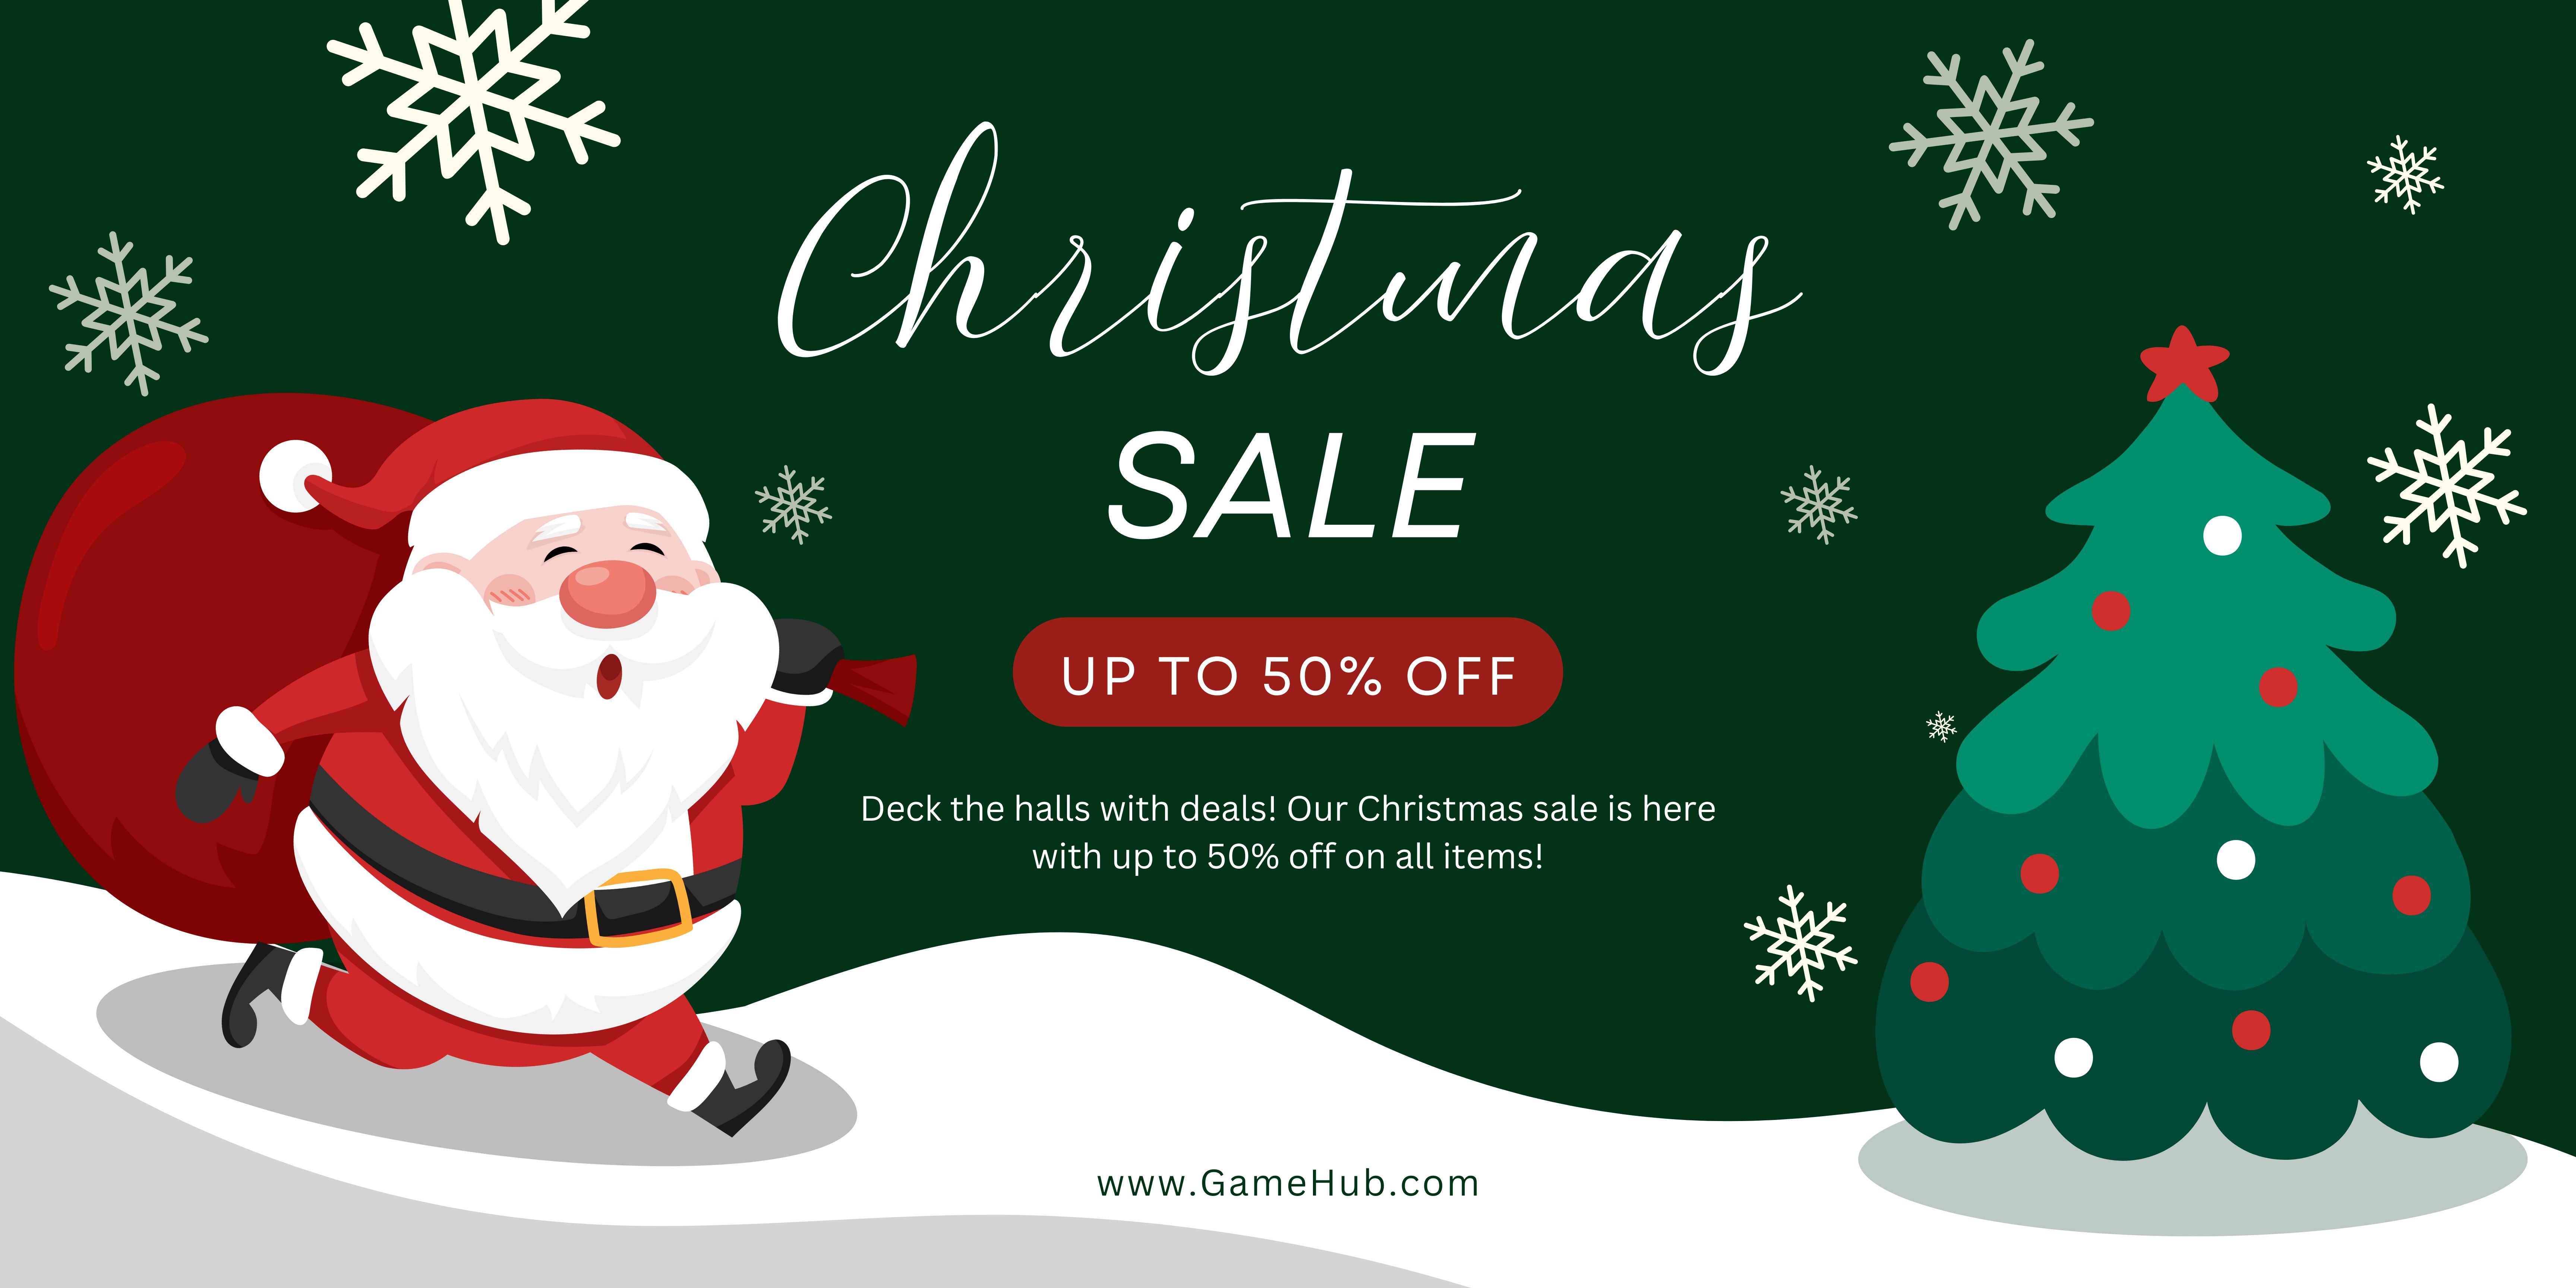 Christmas
SALE
UP TO 50% OFF
Deck the halls with deals! Our Christmas sale is here
with up to 50% off on all items!
www.GameHub.com